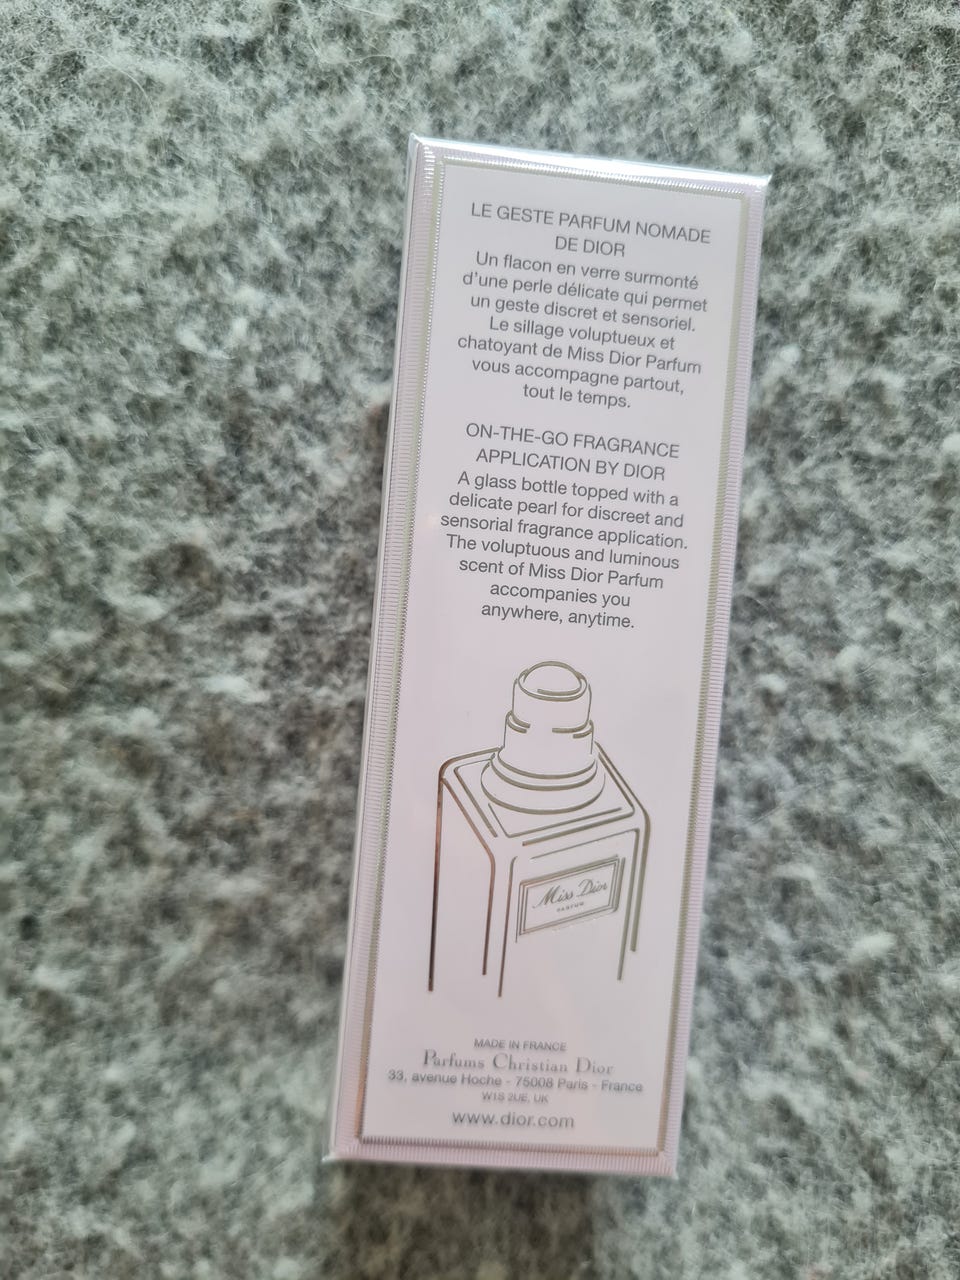 LE GESTE PARFUM NOMADE
DE DIOR
Un flacon en verre surmonté
d'une perle délicate qui permet
un geste discret et sensoriel.
Le sillage voluptueux et
chatoyant de Miss Dior Parfum
vous accompagne partout,
tout le temps.
ON-THE-GO FRAGRANCE
APPLICATION BY DIOR
A glass bottle topped with a
delicate pearl for discreet and
sensorial fragrance application.
The voluptuous and luminous
scent of Miss Dior Parfum
accompanies you
anywhere, anytime.
Miss Dior
PARFUM
MADE IN FRANCE
Parfums Christian Dior
33, avenue Hoche - 75008 Paris - France
W1S 2UE, UK
www.dior.com